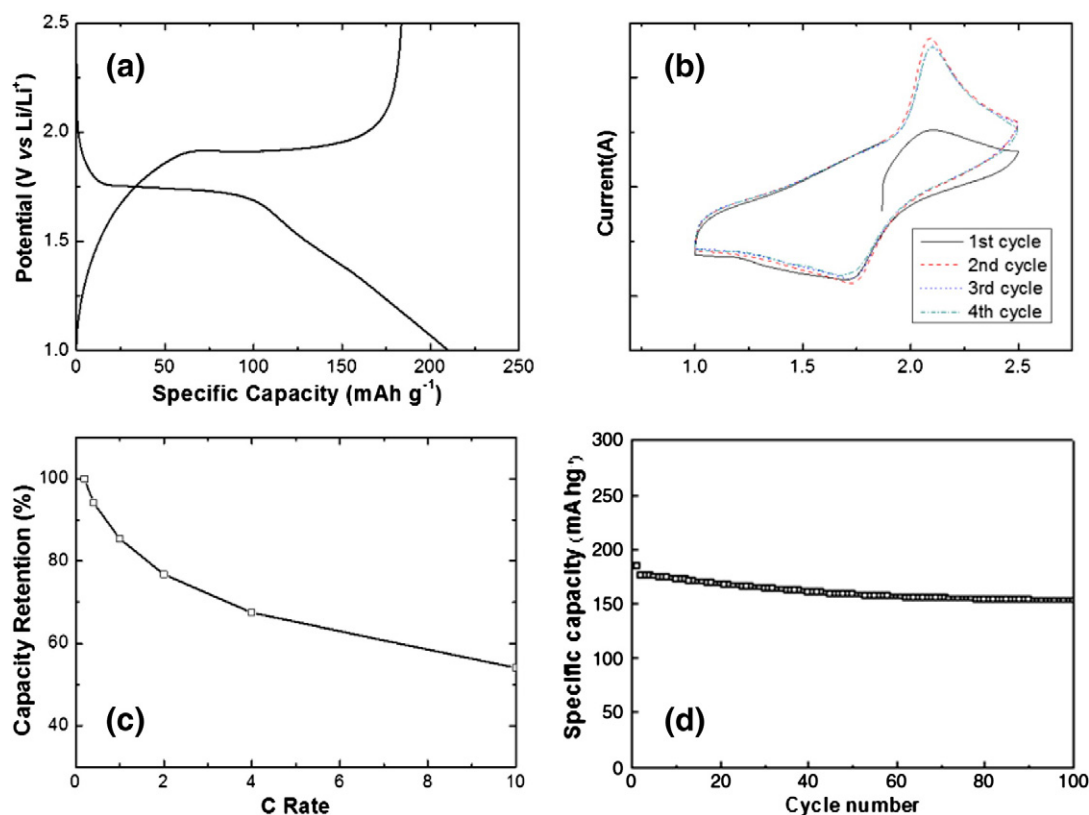 (a)
Potential (V vs Li/Li⁺)
2.5
2.0
1.5
1.0
0 50 100 150 200 250
Specific Capacity (mAh g⁻¹)
(b)
Current(A)
1st cycle
2nd cycle
3rd cycle
4th cycle
1.0 1.5 2.0 2.5
(c)
Capacity Retention (%)
100
80
60
40
0 2 4 6 8 10
C Rate
(d)
Specific capacity (mAhg
300
250
200
150
100
50
0
0 20 40 60 80 100
Cycle number